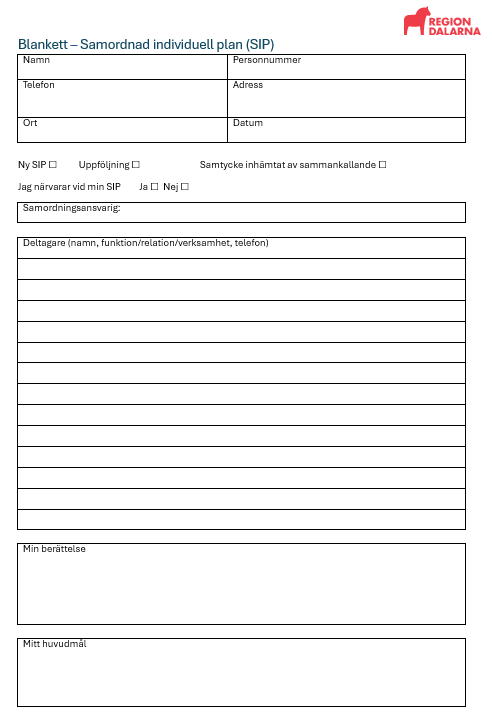 REGION
DALARNA
Blankett – Samordnad individuell plan (SIP)
Namn Personnummer
Telefon Adress
Ort Datum
Ny SIP ☐ Uppföljning ☐ Samtycke inhämtat av sammankallande ☐
Jag närvarar vid min SIP Ja ☐ Nej ☐
Samordningsansvarig:
Deltagare (namn, funktion/relation/verksamhet, telefon)
Min berättelse
Mitt huvudmål